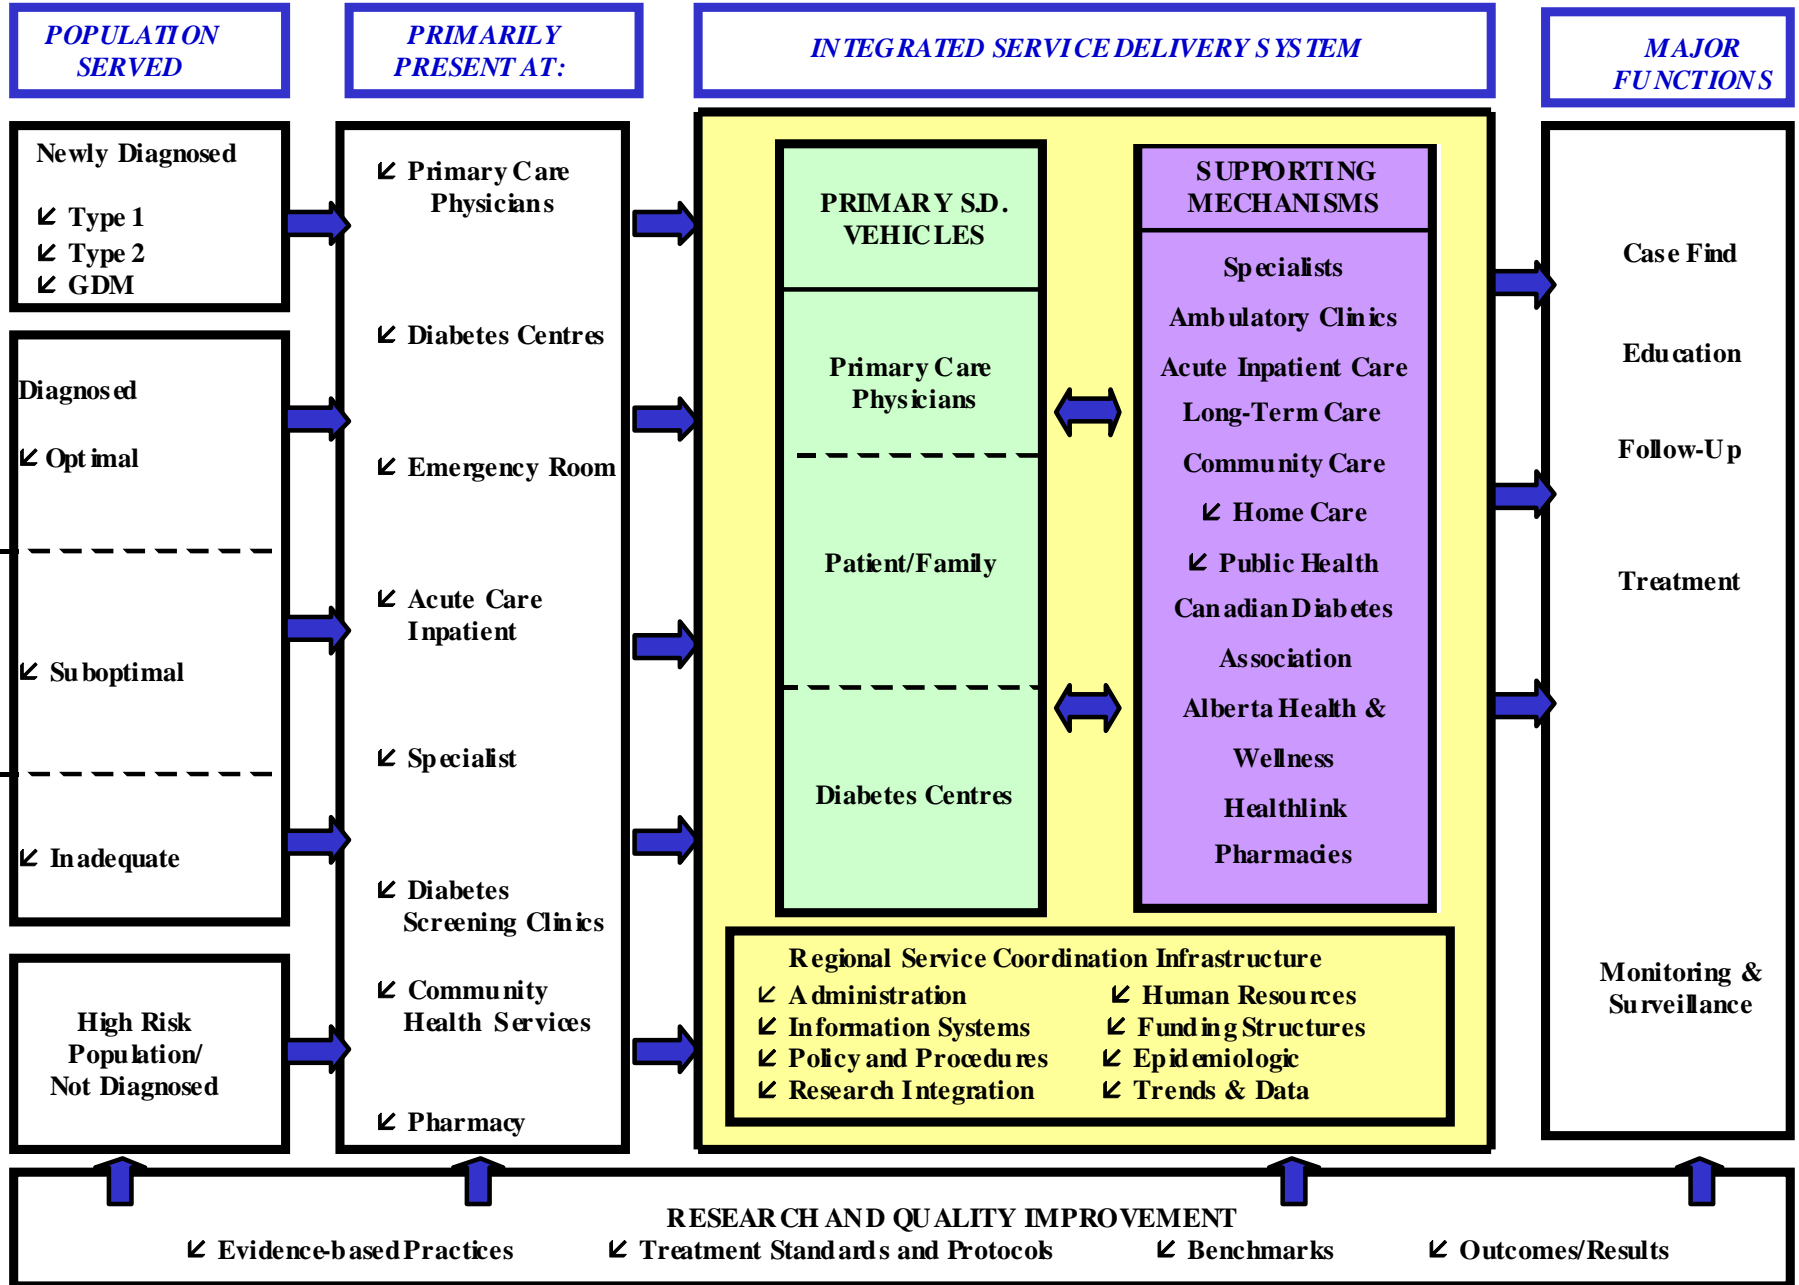 POPULATION
SERVED
PRIMARILY
PRESENT AT:
INTEGRATED SERVICE DELIVERY SYSTEM
MAJOR
FUNCTIONS
Newly Diagnosed
↙ Type 1
↙ Type 2
↙ GDM
Diagnosed
↙ Optimal
↙ Suboptimal
↙ Inadequate
High Risk
Population/
Not Diagnosed
↙ Primary Care
Physicians
↙ Diabetes Centres
↙ Emergency Room
↙ Acute Care
Inpatient
↙ Specialist
↙ Diabetes
Screening Clinics
↙ Community
Health Services
↙ Pharmacy
PRIMARY S.D.
VEHICLES
Primary Care
Physicians
Patient/Family
Diabetes Centres
SUPPORTING
MECHANISMS
Specialists
Ambulatory Clinics
Acute Inpatient Care
Long-Term Care
Community Care
↙ Home Care
↙ Public Health
Canadian Diabetes
Association
Alberta Health &
Wellness
Healthlink
Pharmacies
Regional Service Coordination Infrastructure
↙ Administration
↙ Information Systems
↙ Policy and Procedures
↙ Research Integration
↙ Human Resources
↙ Funding Structures
↙ Epidemiologic
↙ Trends & Data
Case Find
Education
Follow-Up
Treatment
Monitoring &
Surveillance
RESEARCH AND QUALITY IMPROVEMENT
↙ Evidence-based Practices ↙ Treatment Standards and Protocols ↙ Benchmarks ↙ Outcomes/Results